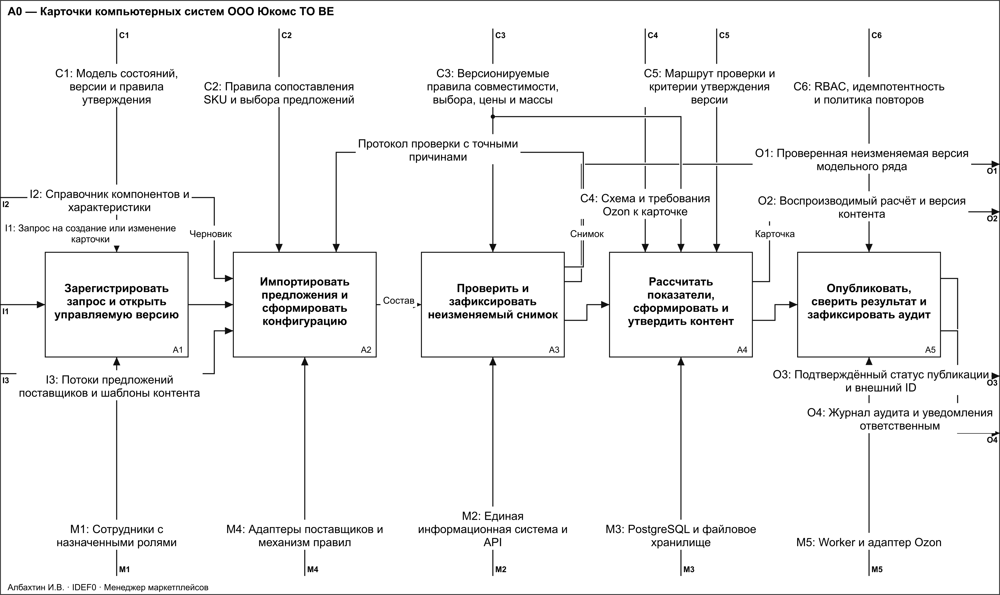 A0 — Карточки компьютерных систем ООО Юкомс TO BE
C1
C2
C3
C4
C5
C6
C1: Модель состояний,
версии и правила
утверждения
C2: Правила сопоставления
SKU и выбора предложений
C3: Версионируемые
правила совместимости,
выбора, цены и массы
C5: Маршрут проверки и
критерии утверждения
версии
C6: RBAC, идемпотентность
и политика повторов
Протокол проверки с точными
причинами
O1: Проверенная неизменяемая версия
модельного ряда
O1
I2: Справочник компонентов и
характеристики
I2
C4: Схема и требования
Ozon к карточке
O2: Воспроизводимый расчёт и версия
контента
O2
I1: Запрос на создание или изменение
карточки
Черновик
Снимок
Карточка
Зарегистрировать
запрос и открыть
управляемую версию
A1
I1
Импортировать
предложения и
сформировать
конфигурацию
A2
Состав
Проверить и
зафиксировать
неизменяемый снимок
A3
Рассчитать
показатели,
сформировать и
утвердить контент
A4
Опубликовать,
сверить результат и
зафиксировать аудит
A5
I3
I3: Потоки предложений
поставщиков и шаблоны контента
O3: Подтверждённый статус публикации
и внешний ID
O3
O4: Журнал аудита и уведомления
ответственным
O4
M1: Сотрудники с
назначенными ролями
M4: Адаптеры поставщиков и
механизм правил
M2: Единая
информационная система и
API
M3: PostgreSQL и файловое
хранилище
M5: Worker и адаптер Ozon
M1
M4
M2
M3
M5
Албахтин И.В. · IDEF0 · Менеджер маркетплейсов